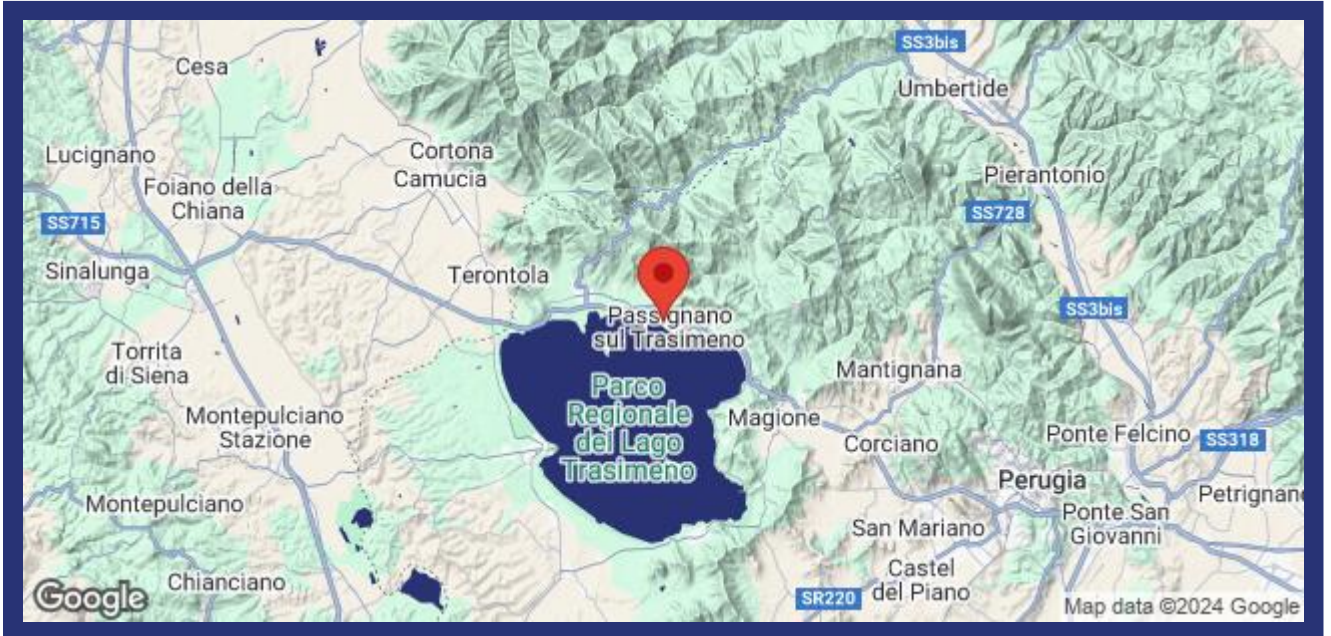 SS3bis
Cesa
Umbertide
Lucignano
Cortona
Camucia
Foiano della
Chiana
Pierantonio
SS715
SS728
Sinalunga
Terontola
SS3bis
Passignano
sul Trasimeno
Torrita
di Siena
Mantignana
Parco
Regionale
del Lago
Trasimeno
Montepulciano
Stazione
Magione
Corciano
Ponte Felcino
SS318
Perugia
Petrignano
Montepulciano
San Mariano
Ponte San
Giovanni
Chianciano
Castel
del Piano
SR220
Google
Map data ©2024 Google